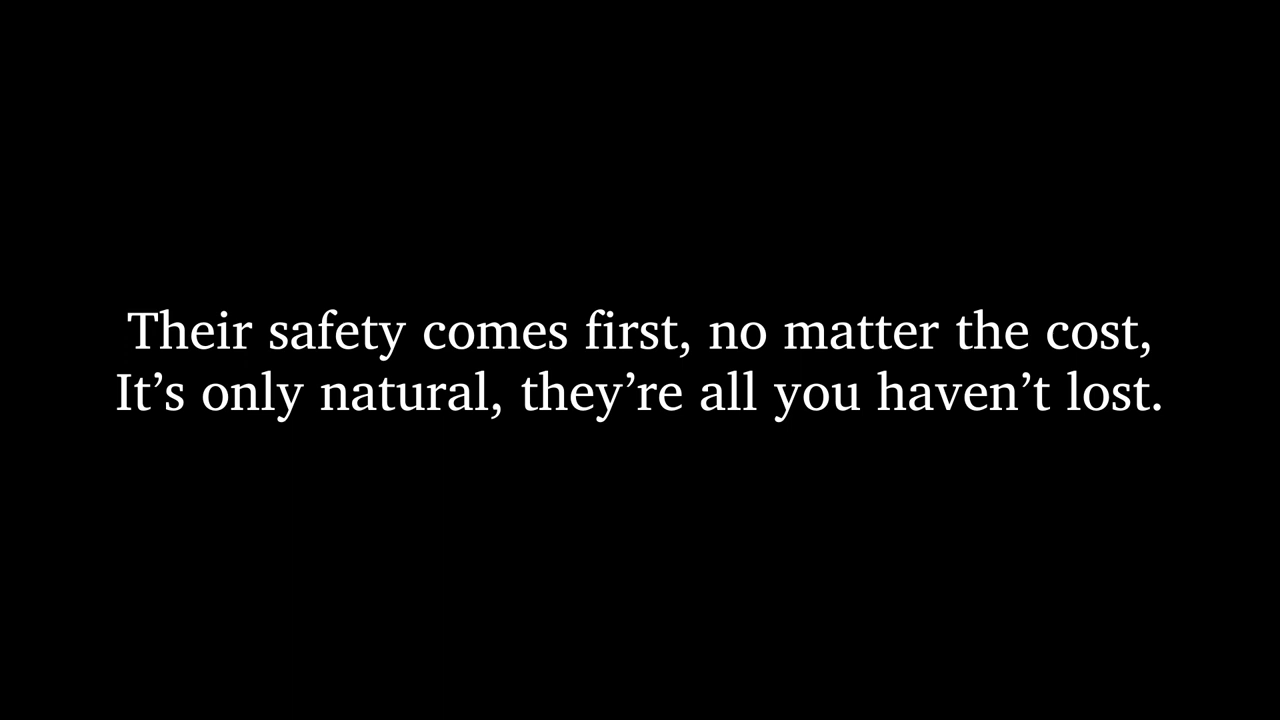 Their safety comes first, no matter the cost,
It’s only natural, they’re all you haven’t lost.